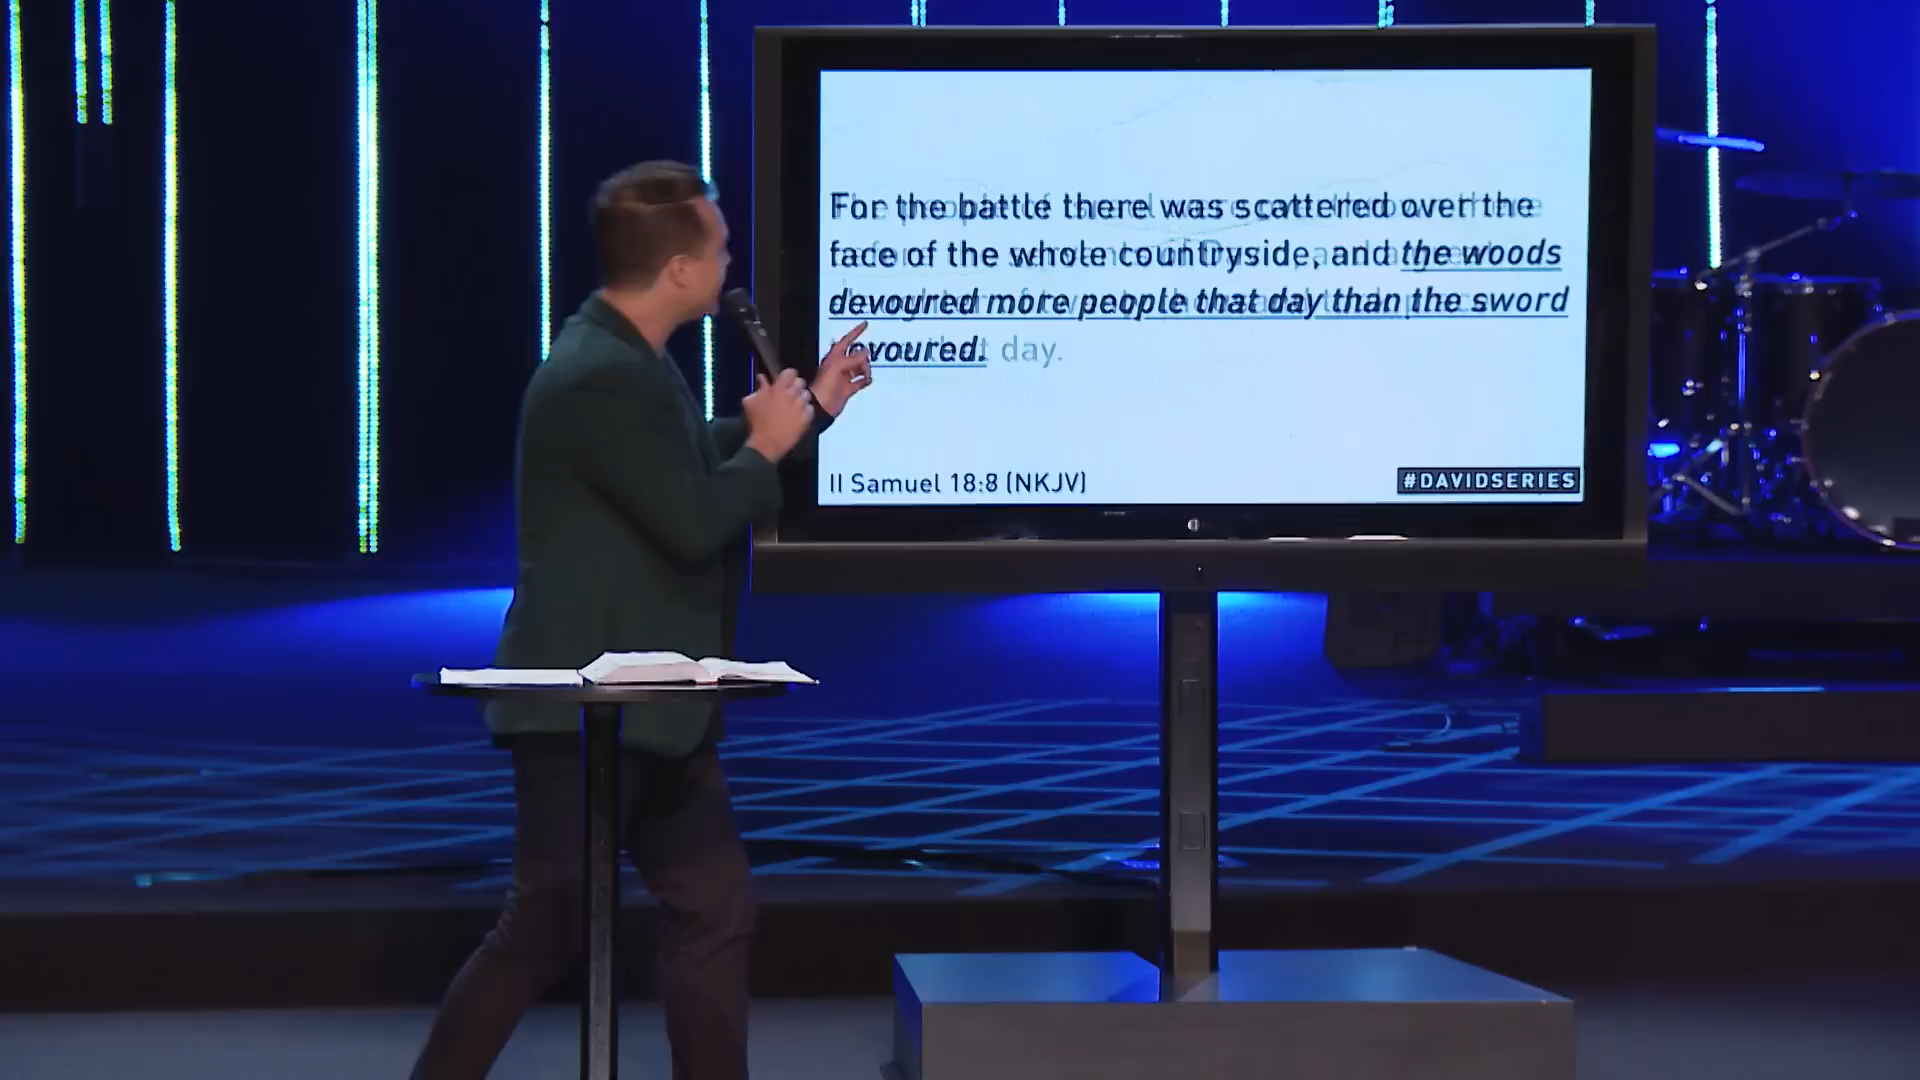 For the battle there was scattered over the
face of the whole countryside, and the woods
devoured more people that day than the sword
evoured.
day.
II Samuel 18:8 (NKJV)
#DAVIDSERIES